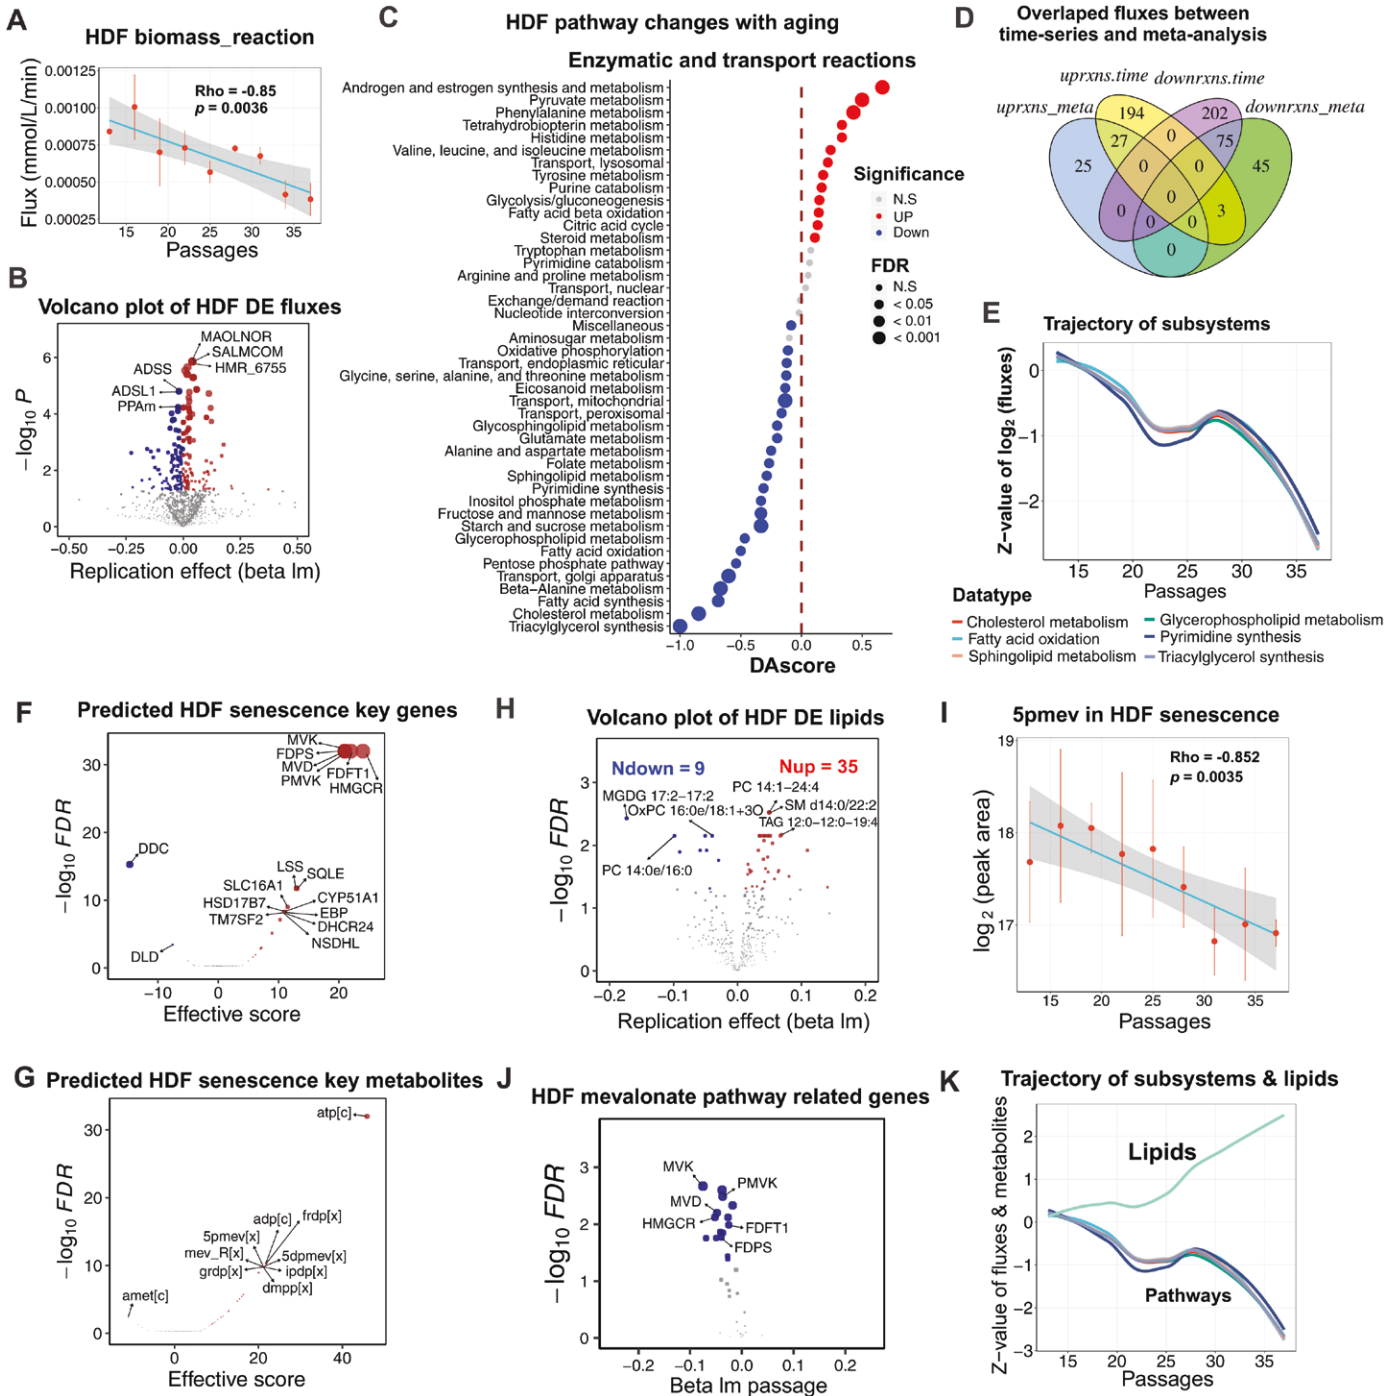 A
HDF biomass_reaction
Flux (mmol/L/min)
0.00125
0.00100
0.00075
0.00050
0.00025
Rho = -0.85
p = 0.0036
15 20 25 30 35
Passages
B
Volcano plot of HDF DE fluxes
−log10 P
6
4
2
0
MAOLNOR
SALMCOM
HMR_6755
ADSS
ADSL1
PPAm
−0.50 −0.25 0.00 0.25 0.50
Replication effect (beta lm)
C
HDF pathway changes with aging
Enzymatic and transport reactions
Androgen and estrogen synthesis and metabolism
Pyruvate metabolism
Phenylalanine metabolism
Tetrahydrobiopterin metabolism
Histidine metabolism
Valine, leucine, and isoleucine metabolism
Transport, lysosomal
Tyrosine metabolism
Purine catabolism
Glycolysis/gluconeogenesis
Fatty acid beta oxidation
Citric acid cycle
Steroid metabolism
Tryptophan metabolism
Pyrimidine catabolism
Arginine and proline metabolism
Transport, nuclear
Exchange/demand reaction
Nucleotide interconversion
Miscellaneous
Aminosugar metabolism
Oxidative phosphorylation
Transport, endoplasmic reticular
Glycine, serine, alanine, and threonine metabolism
Eicosanoid metabolism
Transport, mitochondrial
Transport, peroxisomal
Glycosphingolipid metabolism
Glutamate metabolism
Alanine and aspartate metabolism
Folate metabolism
Sphingolipid metabolism
Pyrimidine synthesis
Inositol phosphate metabolism
Fructose and mannose metabolism
Starch and sucrose metabolism
Glycerophospholipid metabolism
Fatty acid oxidation
Pentose phosphate pathway
Transport, golgi apparatus
Beta−Alanine metabolism
Fatty acid synthesis
Cholesterol metabolism
Triacylglycerol synthesis
−1.0 −0.5 0.0 0.5
DAscore
Significance
N.S
UP
Down
FDR
N.S
< 0.05
< 0.01
< 0.001
D
Overlaped fluxes between
time-series and meta-analysis
uprxns.time downrxns.time
uprxns_meta downrxns_meta
194 202
27 0 75
25 0 0 45
0
0 0 0 3
0
E
Trajectory of subsystems
Z-value of log2 (fluxes)
0
−1
−2
15 20 25 30 35
Passages
Datatype
Cholesterol metabolism
Fatty acid oxidation
Sphingolipid metabolism
Glycerophospholipid metabolism
Pyrimidine synthesis
Triacylglycerol synthesis
F
Predicted HDF senescence key genes
−log10 FDR
30
20
10
0
MVK
FDPS
MVD
PMVK
FDFT1
HMGCR
DDC
LSS
SQLE
SLC16A1
HSD17B7
TM7SF2
CYP51A1
EBP
DHCR24
NSDHL
DLD
−10 0 10 20
Effective score
G
Predicted HDF senescence key metabolites
−log10 FDR
30
20
10
0
atp[c]
adp[c]
frdp[x]
5pmev[x]
mev_R[x]
5dpmev[x]
grdp[x]
ipdp[x]
dmpp[x]
amet[c]
0 20 40
Effective score
H
Volcano plot of HDF DE lipids
−log10 FDR
3
2
1
0
Ndown = 9
Nup = 35
PC 14:1−24:4
MGDG 17:2−17:2
OxPC 16:0e/18:1+3O
SM d14:0/22:2
TAG 12:0−12:0−19:4
PC 14:0e/16:0
−0.2 −0.1 0.0 0.1 0.2
Replication effect (beta lm)
I
5pmev in HDF senescence
log2 (peak area)
19
18
17
Rho = -0.852
p = 0.0035
15 20 25 30 35
Passages
J
HDF mevalonate pathway related genes
−log10 FDR
3
2
1
0
MVK
PMVK
MVD
HMGCR
FDFT1
FDPS
−0.2 −0.1 0.0 0.1 0.2
Beta lm passage
K
Trajectory of subsystems & lipids
Z−value of fluxes & metabolites
2
1
0
−1
−2
−3
Lipids
Pathways
15 20 25 30 35
Passages